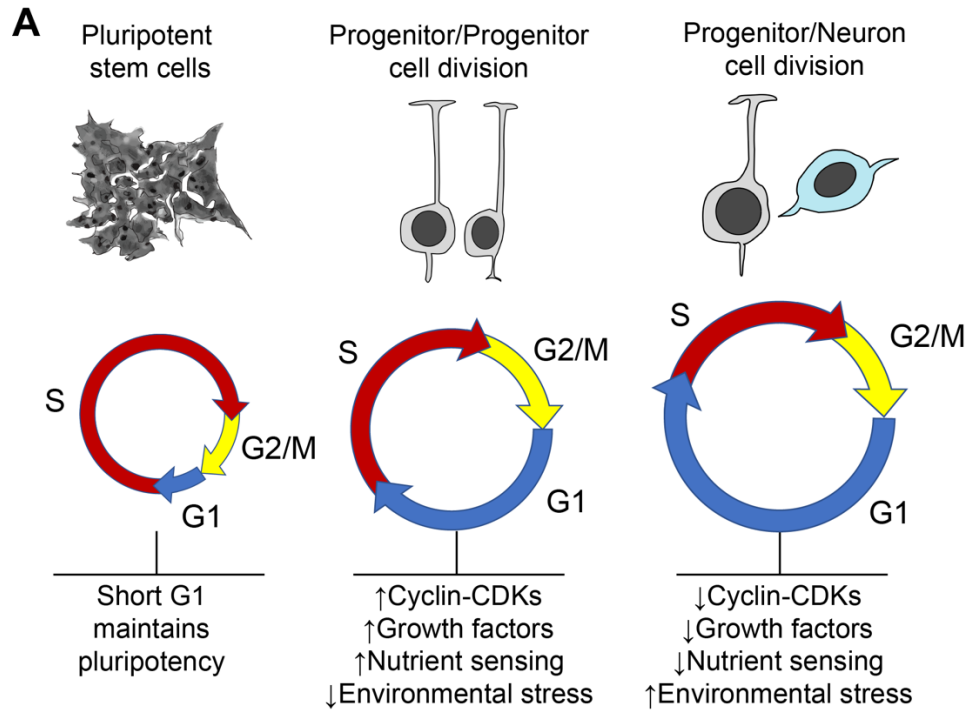 A
Pluripotent
stem cells
Progenitor/Progenitor
cell division
Progenitor/Neuron
cell division
S
G2/M
G1
S
G2/M
S
G2/M
G1
Short G1
maintains
pluripotency
↑Cyclin-CDKs
↑Growth factors
↑Nutrient sensing
↓Environmental stress
↓Cyclin-CDKs
↓Growth factors
↓Nutrient sensing
↑Environmental stress